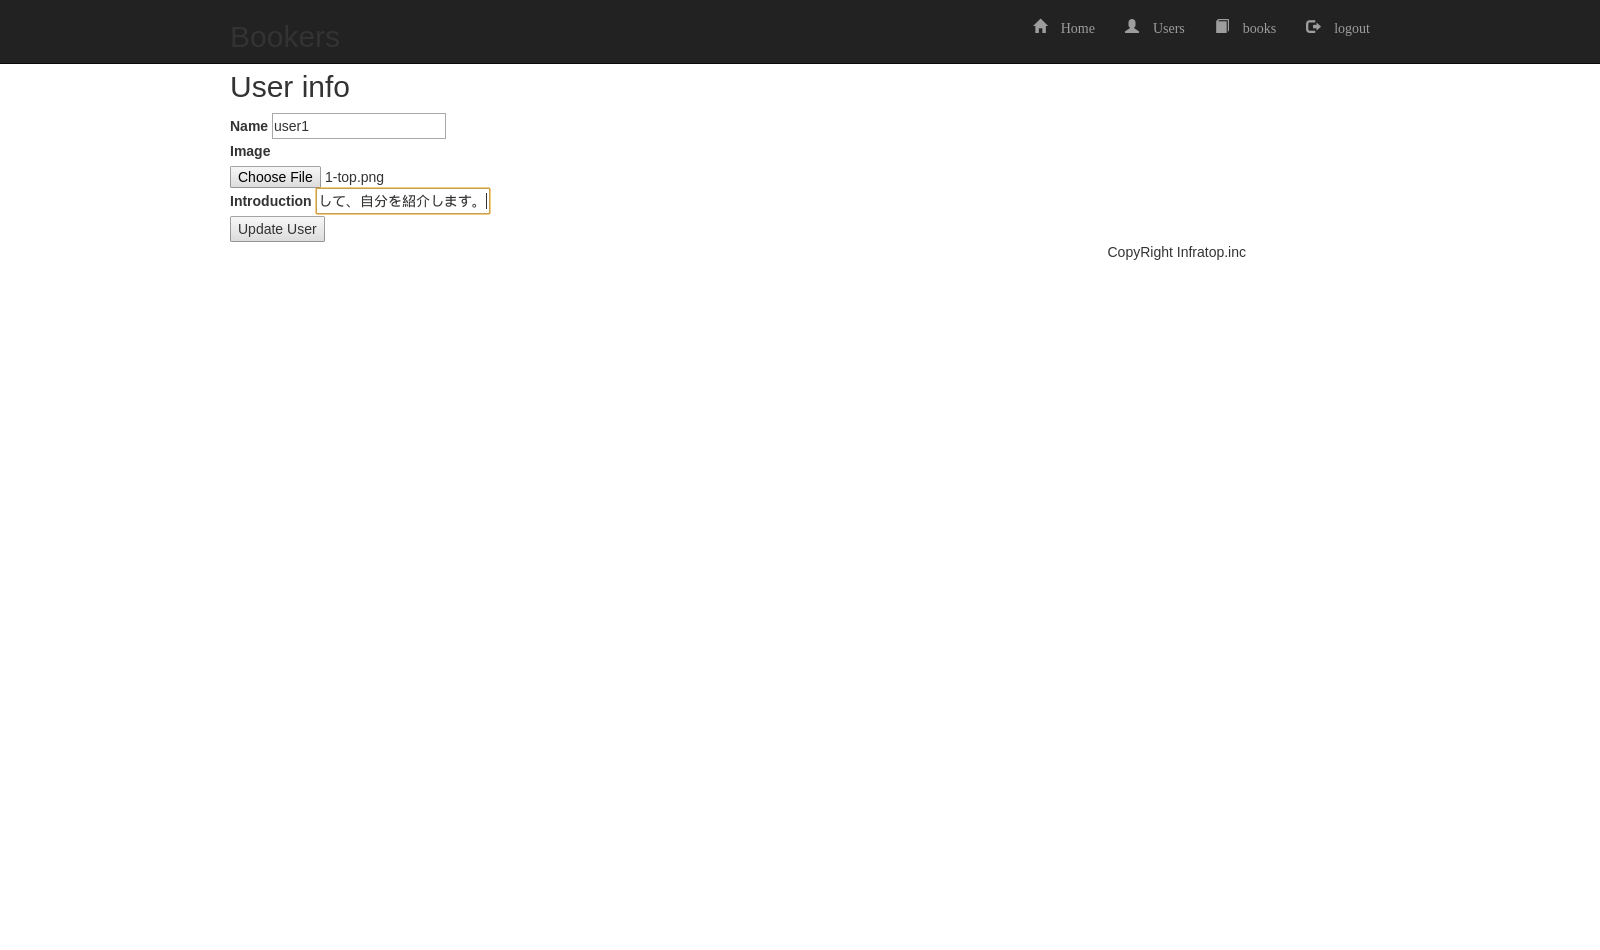 Bookers
Home Users books logout
User info
Name user1
Image
Choose File 1-top.png
Introduction して、自分を紹介します。
Update User
CopyRight Infratop.inc